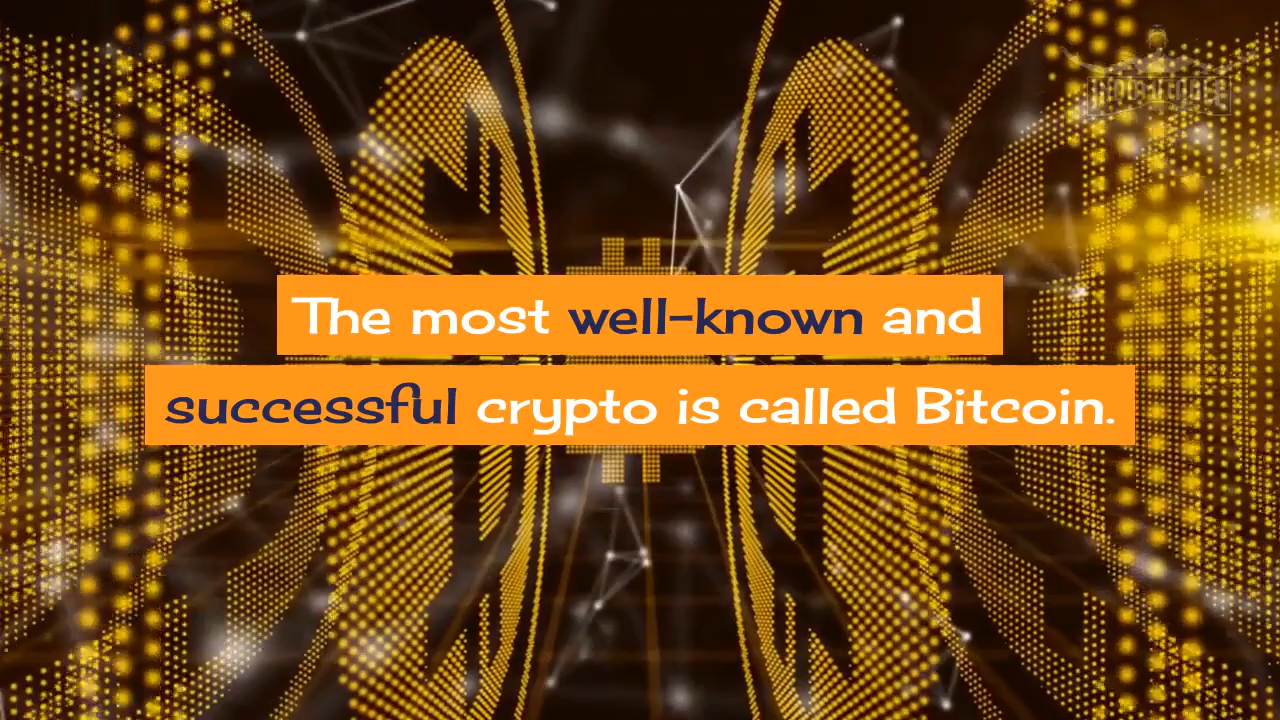 The most well-known and
successful crypto is called Bitcoin.